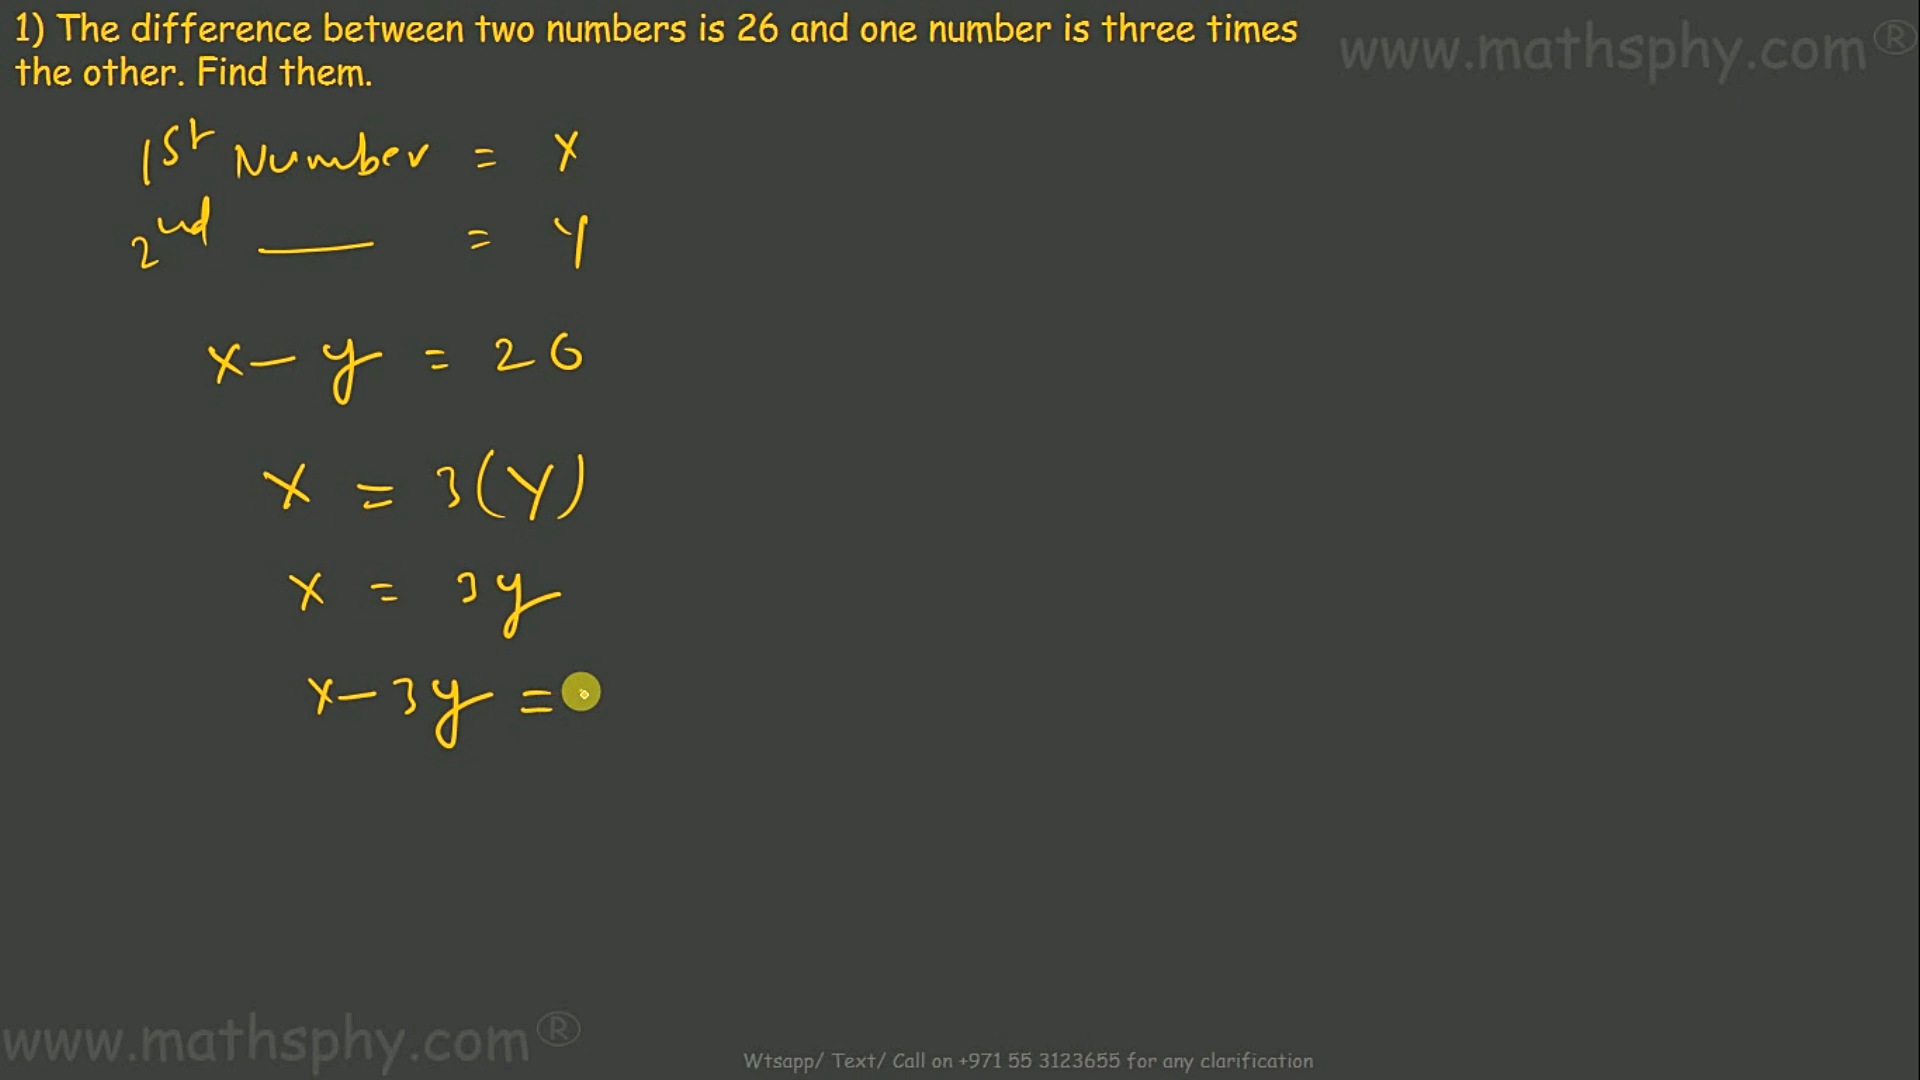 1) The difference between two numbers is 26 and one number is three times
the other. Find them.
www.mathsphy.com®
1st Number = x
2nd —— = y
x - y = 26
x = 3(y)
x = 3y
x - 3y =
www.mathsphy.com®
Wtsapp/ Text/ Call on +971 55 3123655 for any clarification